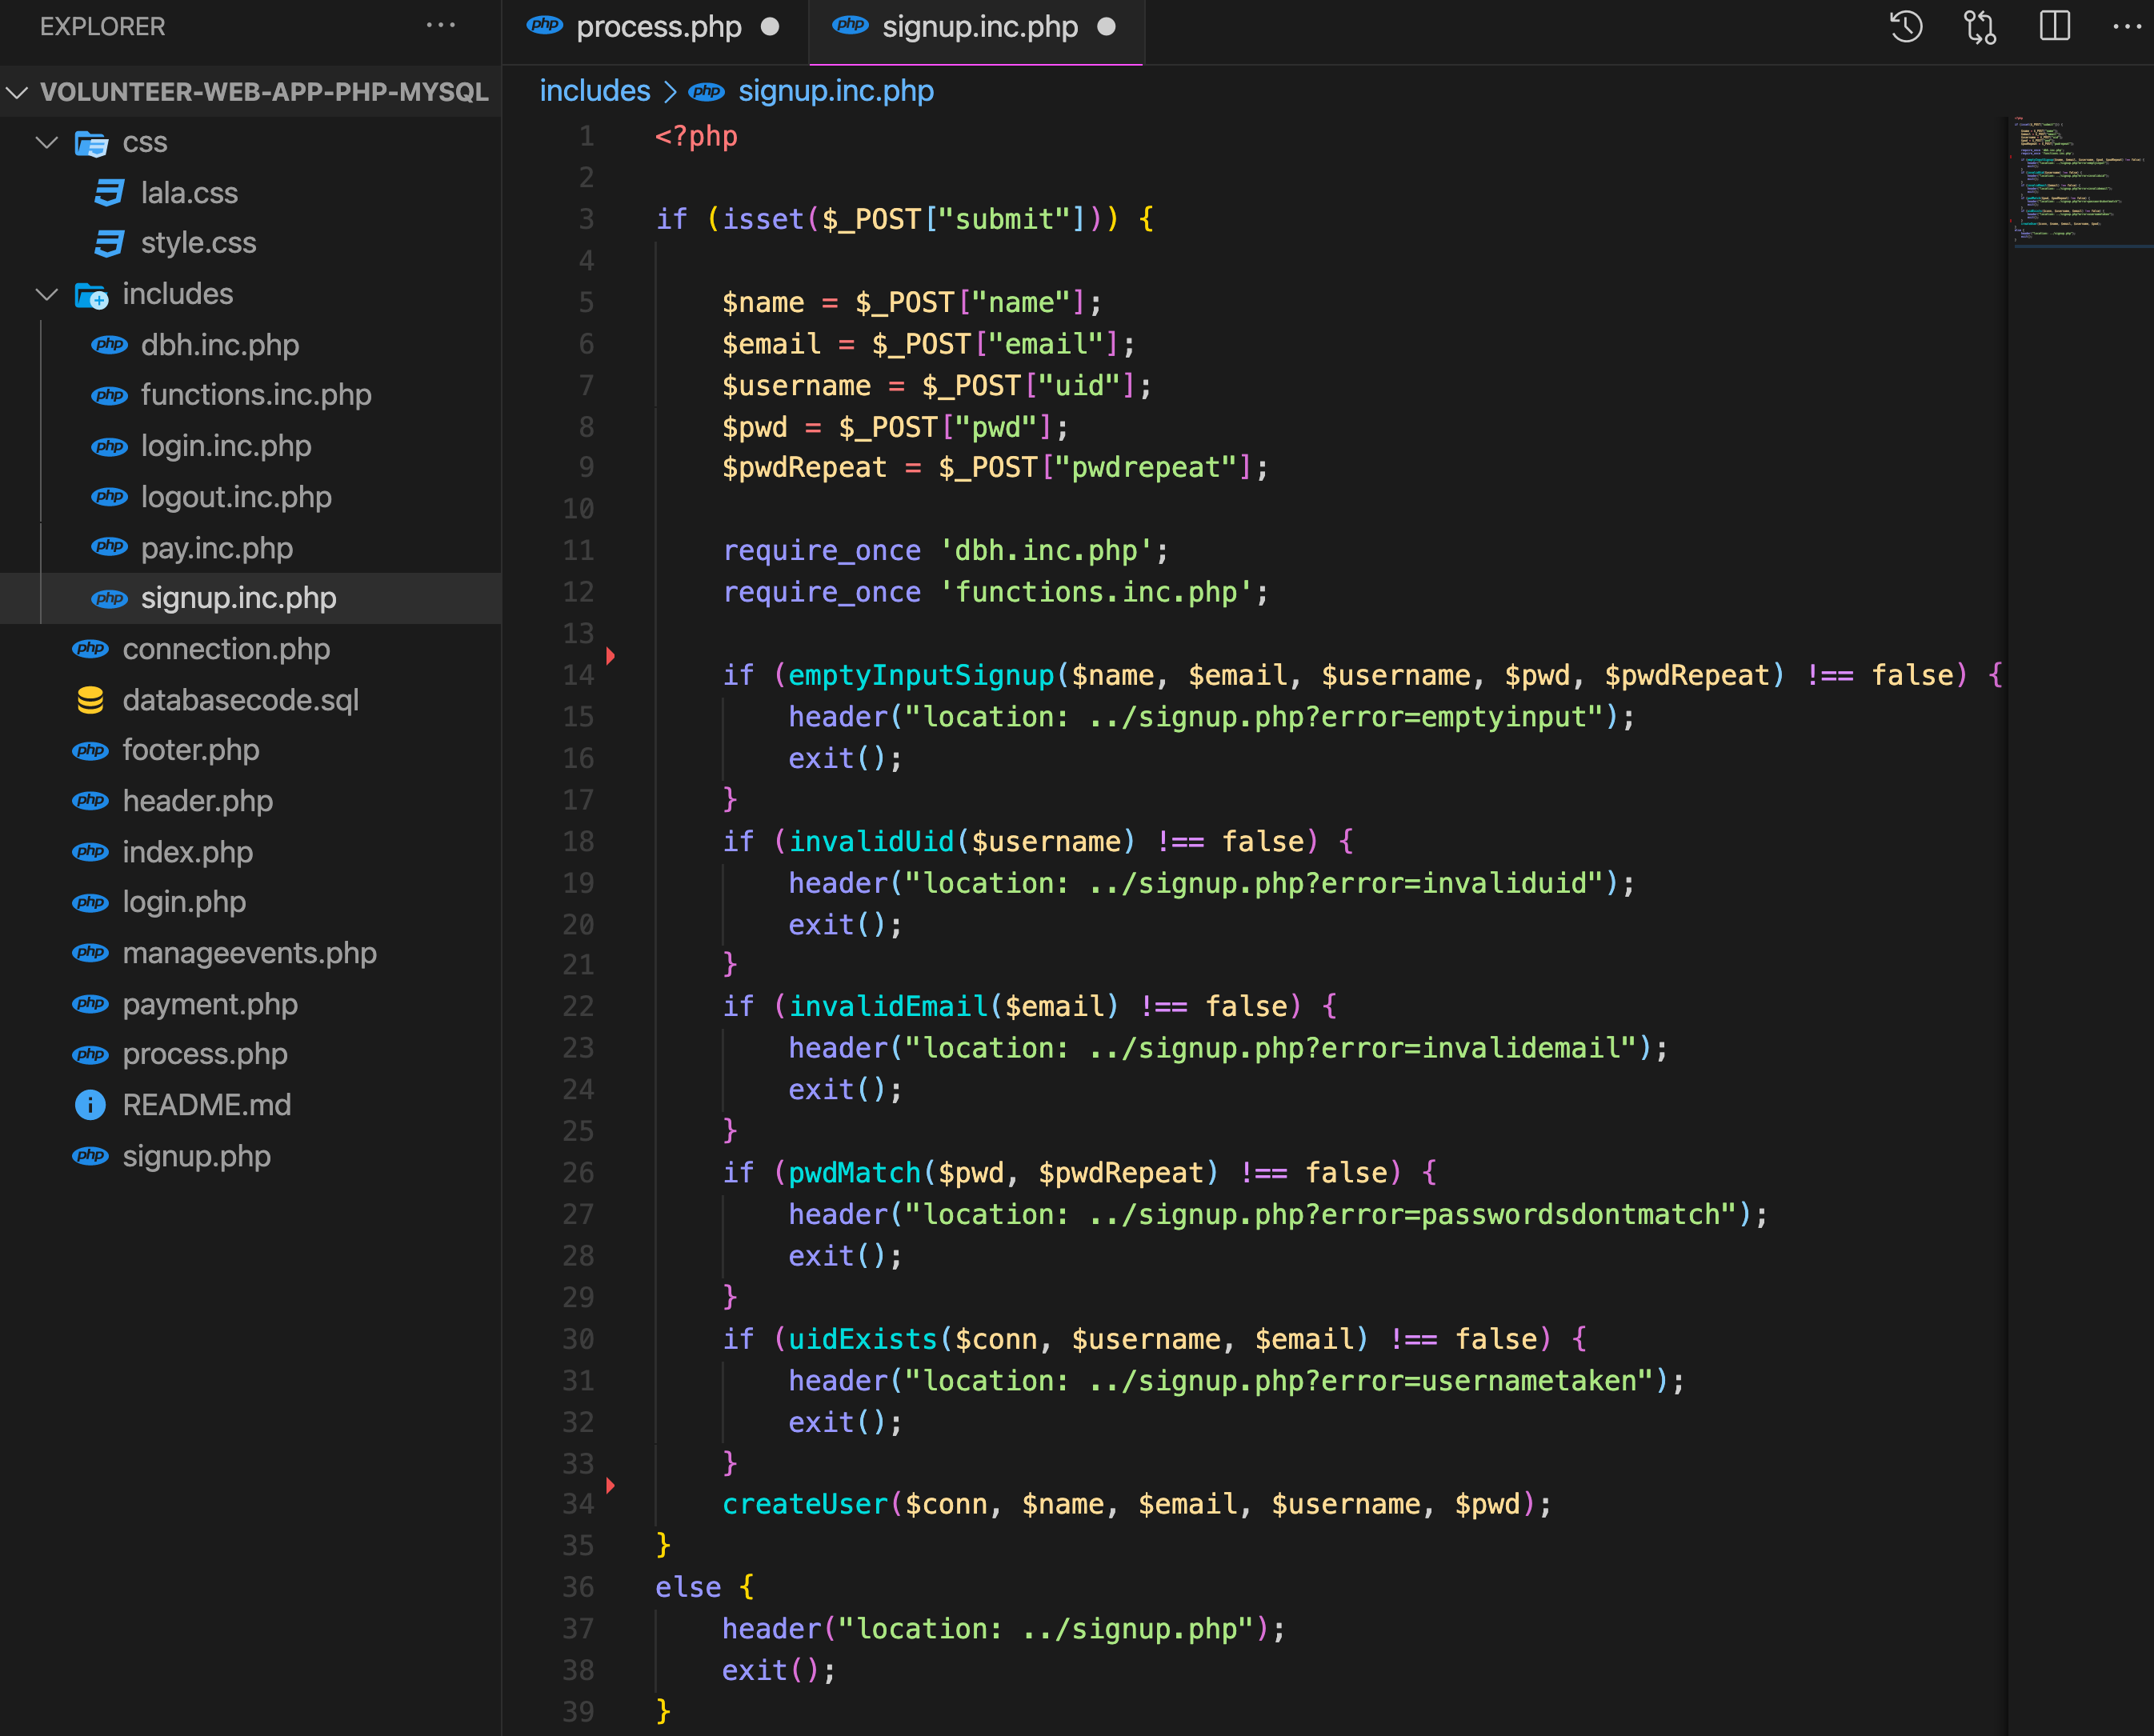 EXPLORER
process.php
signup.inc.php
VOLUNTEER-WEB-APP-PHP-MYSQL
css
lala.css
style.css
includes
dbh.inc.php
functions.inc.php
login.inc.php
logout.inc.php
pay.inc.php
signup.inc.php
connection.php
databasecode.sql
footer.php
header.php
index.php
login.php
manageevents.php
payment.php
process.php
README.md
signup.php
includes > signup.inc.php
1 <?php
2
3 if (isset($_POST["submit"])) {
4
5     $name = $_POST["name"];
6     $email = $_POST["email"];
7     $username = $_POST["uid"];
8     $pwd = $_POST["pwd"];
9     $pwdRepeat = $_POST["pwdrepeat"];
10
11     require_once 'dbh.inc.php';
12     require_once 'functions.inc.php';
13
14     if (emptyInputSignup($name, $email, $username, $pwd, $pwdRepeat) !== false) {
15         header("location: ../signup.php?error=emptyinput");
16         exit();
17     }
18     if (invalidUid($username) !== false) {
19         header("location: ../signup.php?error=invaliduid");
20         exit();
21     }
22     if (invalidEmail($email) !== false) {
23         header("location: ../signup.php?error=invalidemail");
24         exit();
25     }
26     if (pwdMatch($pwd, $pwdRepeat) !== false) {
27         header("location: ../signup.php?error=passwordsdontmatch");
28         exit();
29     }
30     if (uidExists($conn, $username, $email) !== false) {
31         header("location: ../signup.php?error=usernametaken");
32         exit();
33     }
34     createUser($conn, $name, $email, $username, $pwd);
35 }
36 else {
37     header("location: ../signup.php");
38     exit();
39 }